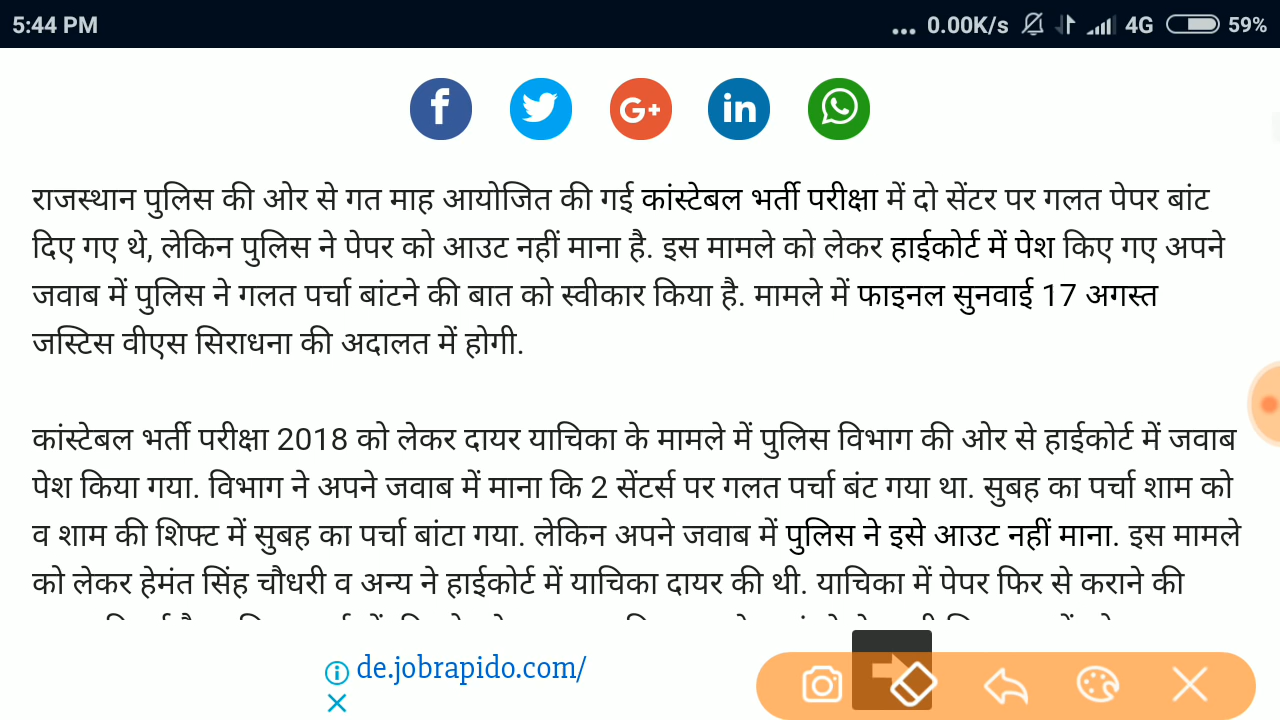 5:44 PM
... 0.00K/s 4G 59%
राजस्थान पुलिस की ओर से गत माह आयोजित की गई कांस्टेबल भर्ती परीक्षा में दो सेंटर पर गलत पेपर बांट
दिए गए थे, लेकिन पुलिस ने पेपर को आउट नहीं माना है. इस मामले को लेकर हाईकोर्ट में पेश किए गए अपने
जवाब में पुलिस ने गलत पर्चा बांटने की बात को स्वीकार किया है. मामले में फाइनल सुनवाई 17 अगस्त
जस्टिस वीएस सिराधना की अदालत में होगी.
कांस्टेबल भर्ती परीक्षा 2018 को लेकर दायर याचिका के मामले में पुलिस विभाग की ओर से हाईकोर्ट में जवाब
पेश किया गया. विभाग ने अपने जवाब में माना कि 2 सेंटर्स पर गलत पर्चा बंट गया था. सुबह का पर्चा शाम को
व शाम की शिफ्ट में सुबह का पर्चा बांटा गया. लेकिन अपने जवाब में पुलिस ने इसे आउट नहीं माना. इस मामले
को लेकर हेमंत सिंह चौधरी व अन्य ने हाईकोर्ट में याचिका दायर की थी. याचिका में पेपर फिर से कराने की
de.jobrapido.com/